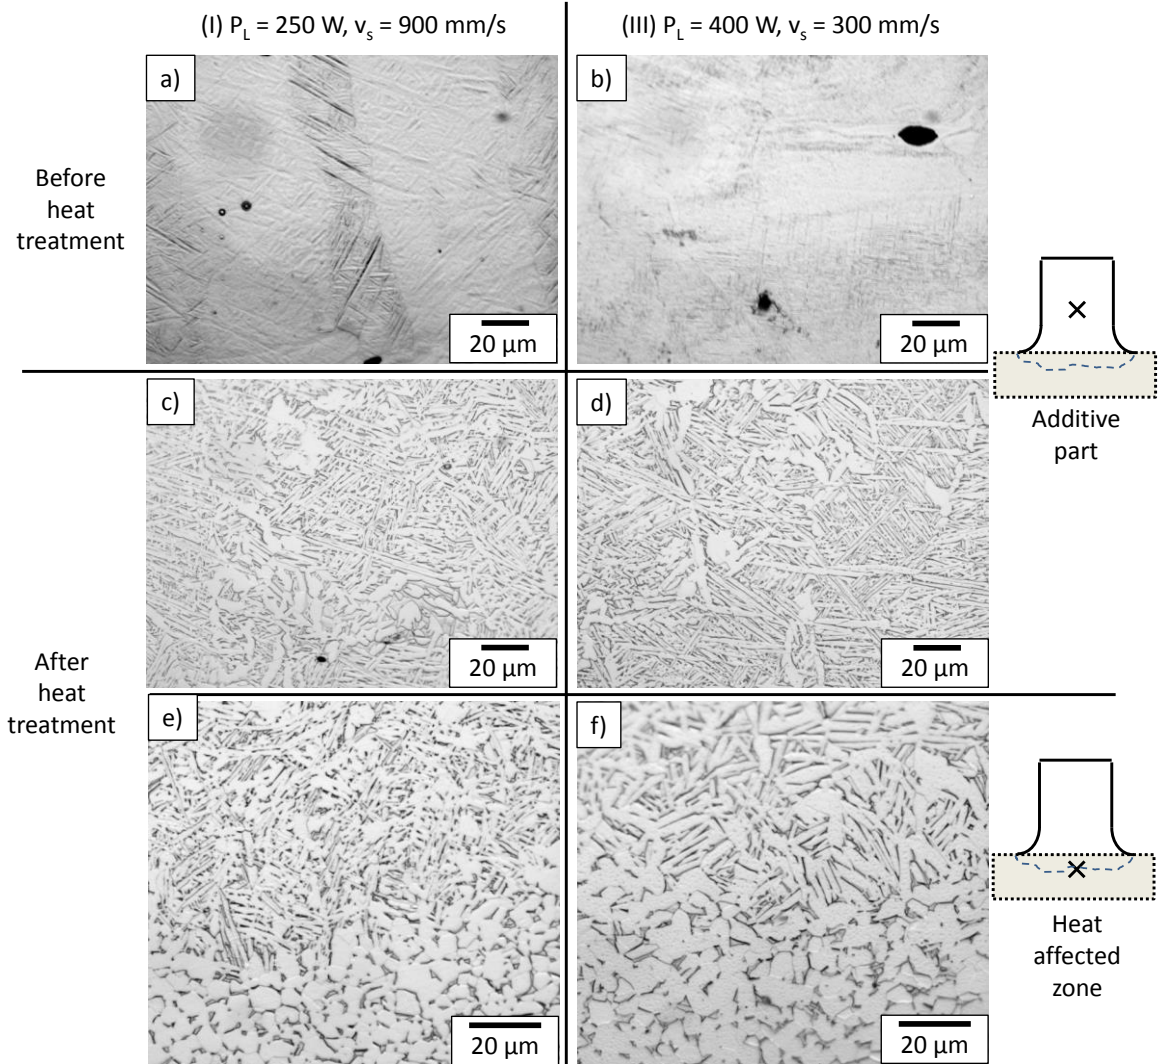 (I) P_L = 250 W, v_s = 900 mm/s
(III) P_L = 400 W, v_s = 300 mm/s
a)
b)
Before
heat
treatment
20 µm
20 µm
c)
d)
Additive
part
20 µm
20 µm
After
heat
treatment
e)
f)
Heat
affected
zone
20 µm
20 µm